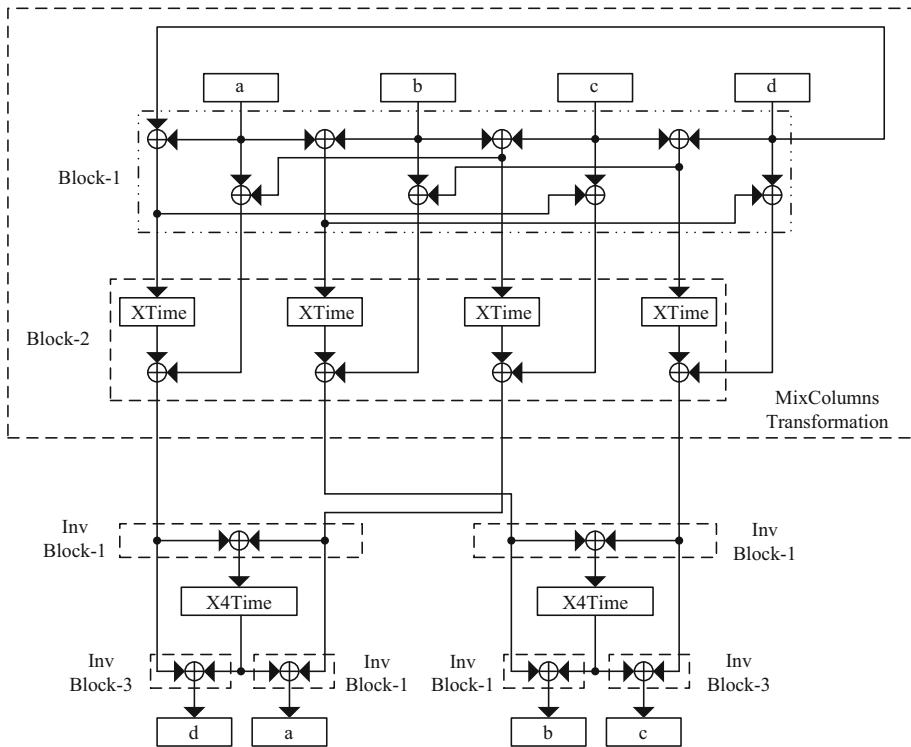 a
b
c
d
Block-1
XTime
XTime
XTime
XTime
Block-2
MixColumns
Transformation
Inv
Block-1
Inv
Block-1
X4Time
X4Time
Inv
Block-3
Inv
Block-1
Inv
Block-1
Inv
Block-3
d
a
b
c